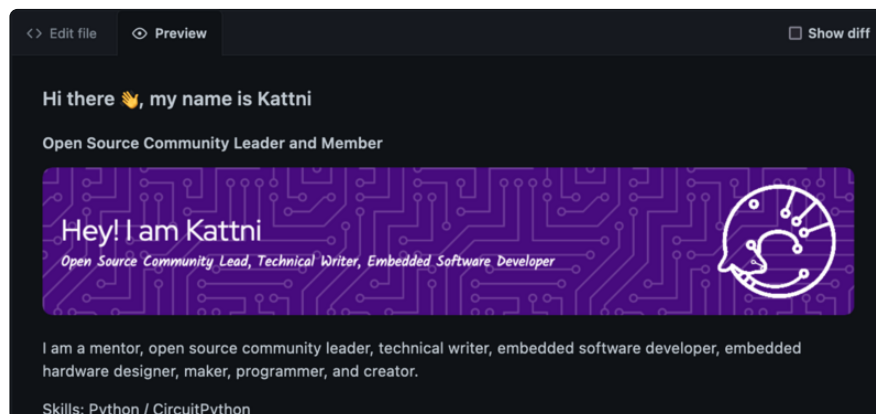 <> Edit file
Preview
Show diff
Hi there 👋, my name is Kattni
Open Source Community Leader and Member
Hey! I am Kattni
Open Source Community Lead, Technical Writer, Embedded Software Developer
I am a mentor, open source community leader, technical writer, embedded software developer, embedded
hardware designer, maker, programmer, and creator.
Skills: Python / CircuitPython